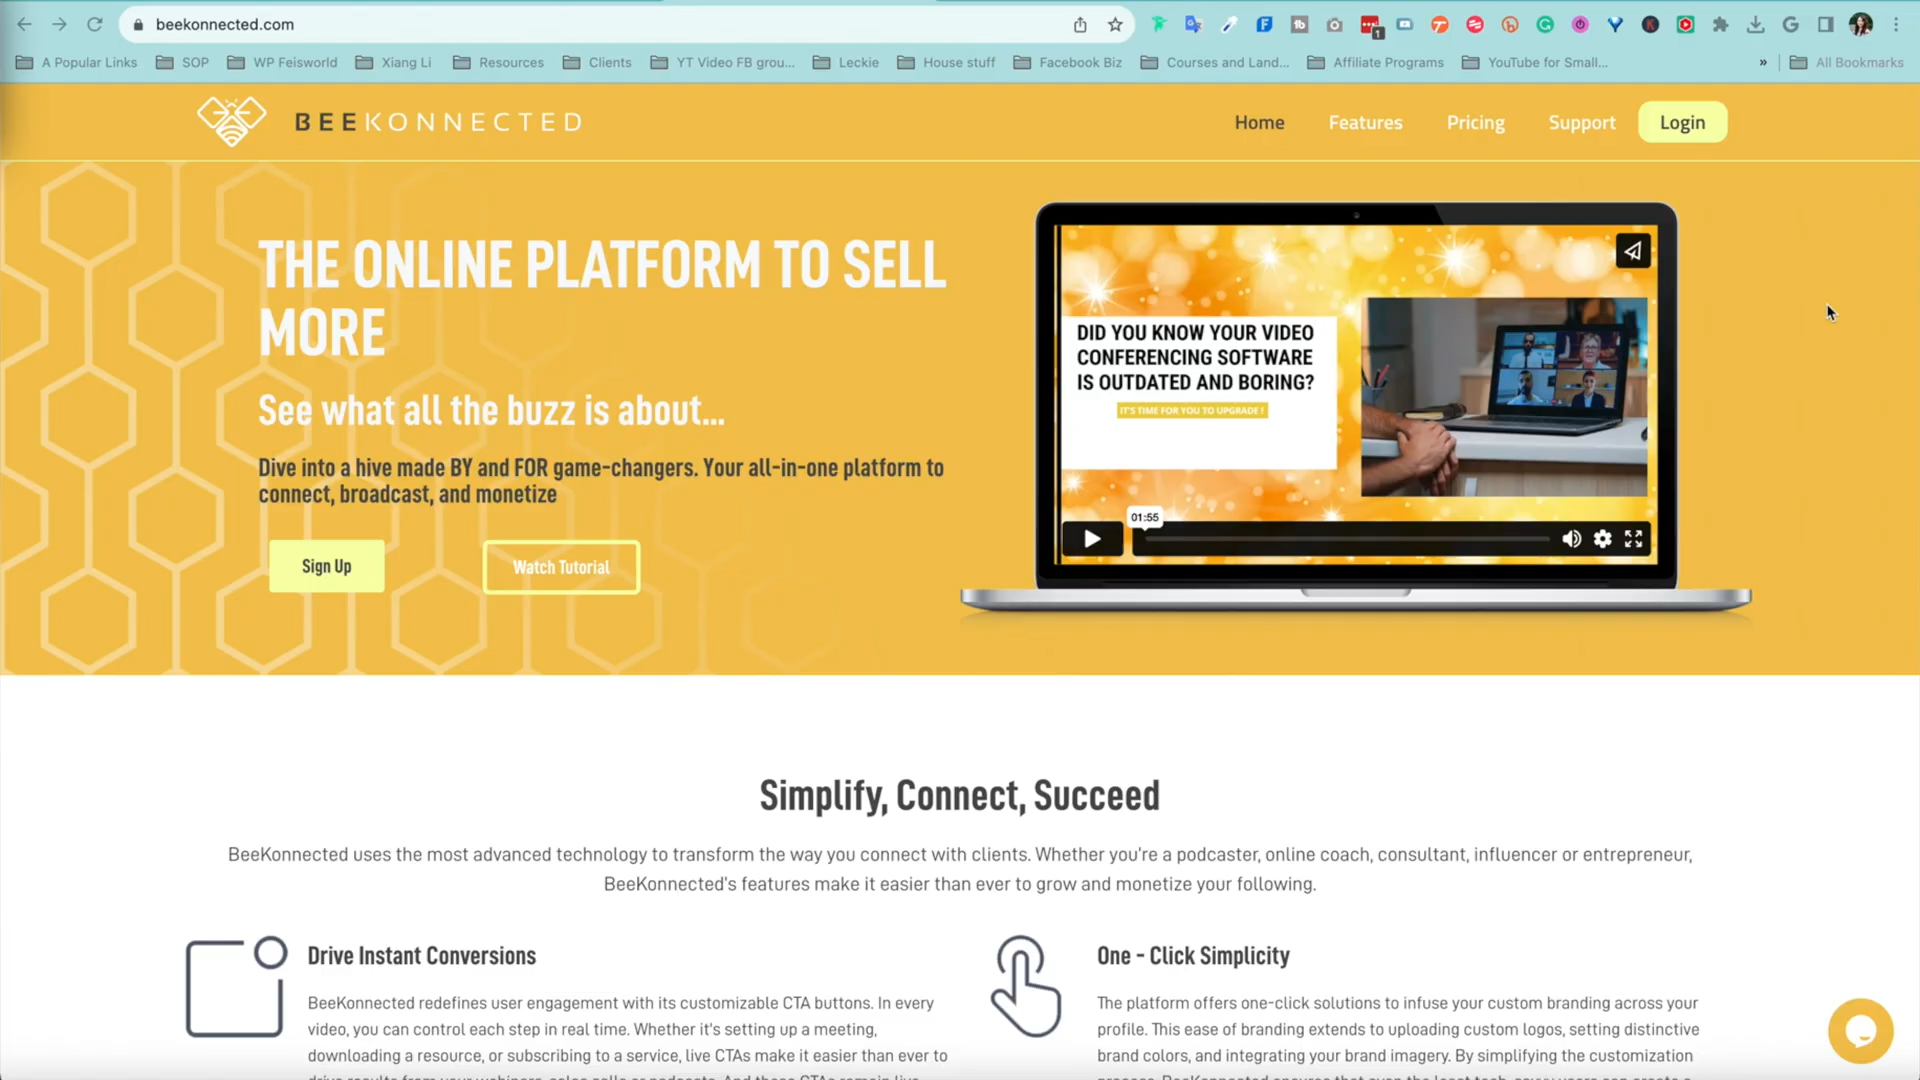 beekonnected.com
1
A Popular Links
SOP
WP Feisworld
Xiang Li
Resources
Clients
YT Video FB grou...
Leckie
House stuff
Facebook Biz
Courses and Land...
Affiliate Programs
YouTube for Small...
»
All Bookmarks
BEEKONNECTED
Home
Features
Pricing
Support
Login
THE ONLINE PLATFORM TO SELL
MORE
See what all the buzz is about...
Dive into a hive made BY and FOR game-changers. Your all-in-one platform to
connect, broadcast, and monetize
Sign Up
Watch Tutorial
DID YOU KNOW YOUR VIDEO
CONFERENCING SOFTWARE
IS OUTDATED AND BORING?
IT'S TIME FOR YOU TO UPGRADE !
01:55
Simplify, Connect, Succeed
BeeKonnected uses the most advanced technology to transform the way you connect with clients. Whether you're a podcaster, online coach, consultant, influencer or entrepreneur,
BeeKonnected's features make it easier than ever to grow and monetize your following.
Drive Instant Conversions
BeeKonnected redefines user engagement with its customizable CTA buttons. In every
video, you can control each step in real time. Whether it's setting up a meeting,
downloading a resource, or subscribing to a service, live CTAs make it easier than ever to
One - Click Simplicity
The platform offers one-click solutions to infuse your custom branding across your
profile. This ease of branding extends to uploading custom logos, setting distinctive
brand colors, and integrating your brand imagery. By simplifying the customization